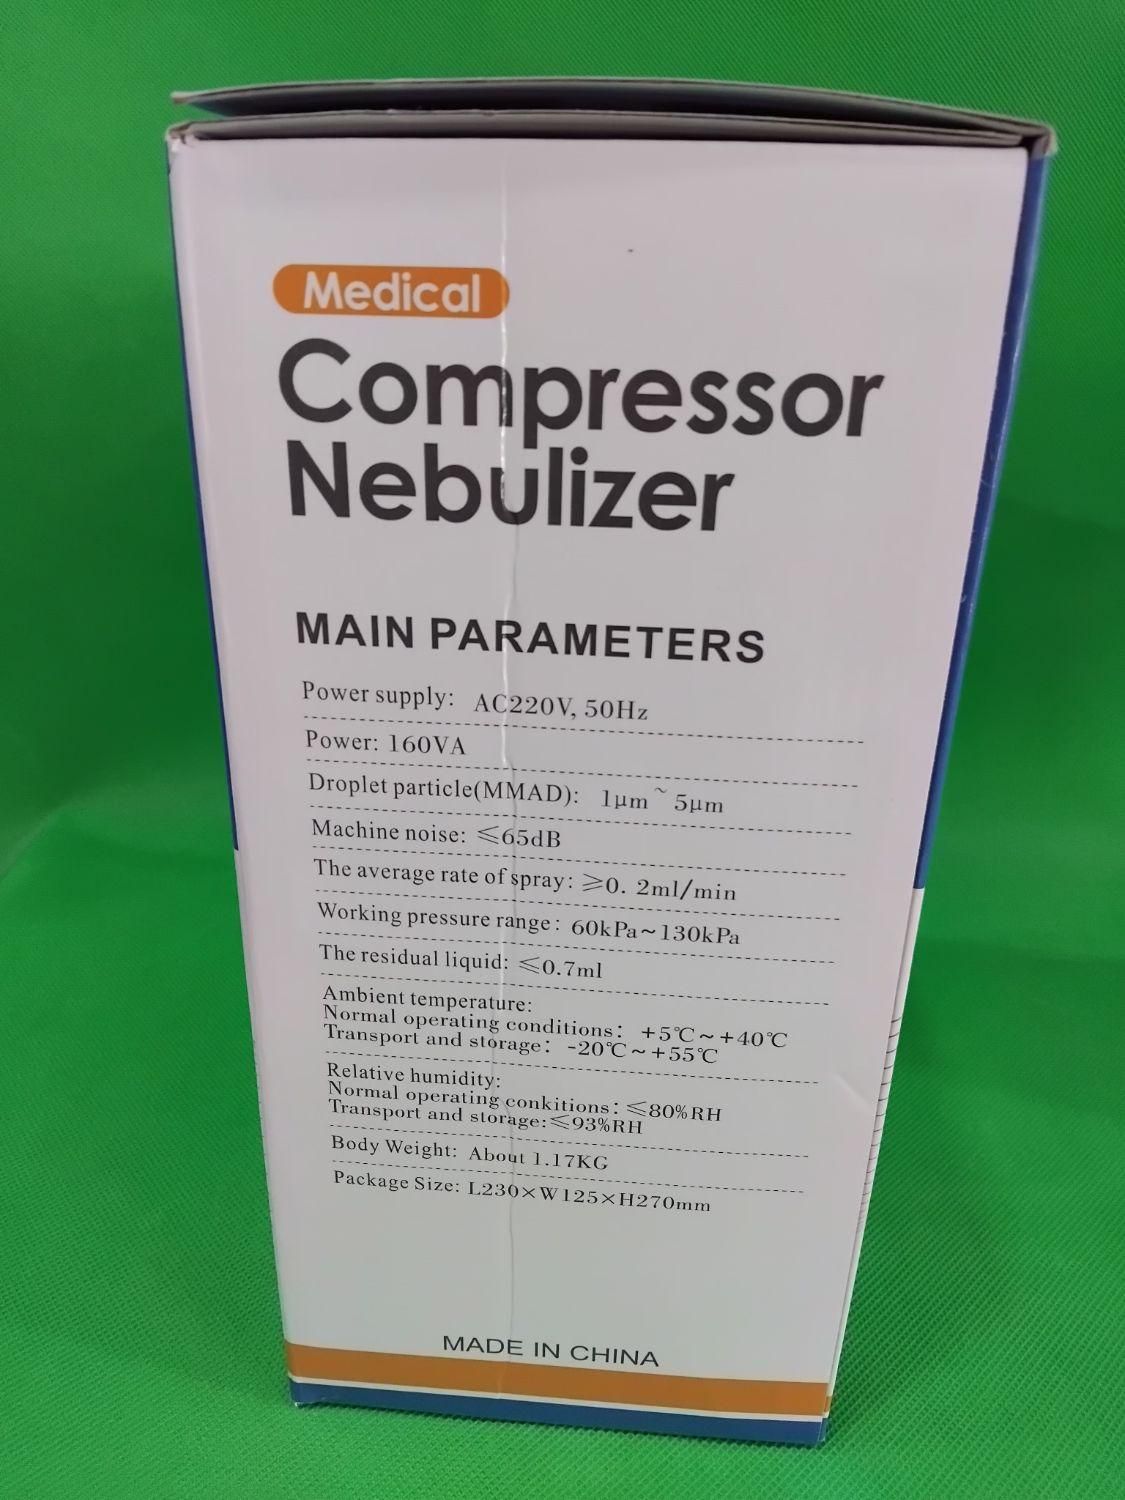 Medical
Compressor
Nebulizer
MAIN PARAMETERS
Power supply: AC220V, 50Hz
Power: 160VA
Droplet particle(MMAD): 1μm ~ 5μm
Machine noise: ≤65dB
The average rate of spray: ≥0. 2ml/min
Working pressure range: 60kPa~130kPa
The residual liquid: ≤0.7ml
Ambient temperature:
Normal operating conditions: +5℃~+40℃
Transport and storage: -20℃~+55℃
Relative humidity:
Normal operating conkitions: ≤80%RH
Transport and storage:≤93%RH
Body Weight: About 1.17KG
Package Size: L230×W125×H270mm
MADE IN CHINA